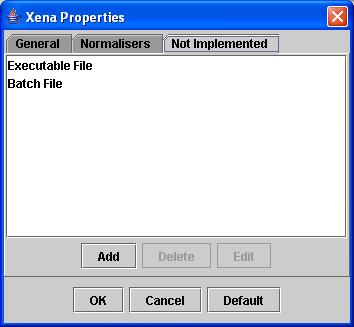 Xena Properties
General Normalisers Not Implemented
Executable File
Batch File
Add Delete Edit
OK Cancel Default